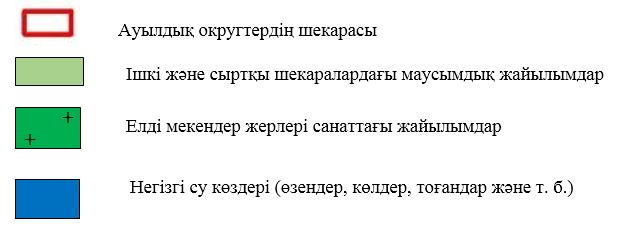 Ауылдық округтердің шекарасы
Ішкі және сыртқы шекаралардағы маусымдық жайылымдар
Елді мекендер жерлері санаттағы жайылымдар
Негізгі су көздері (өзендер, көлдер, тоғандар және т. б.)